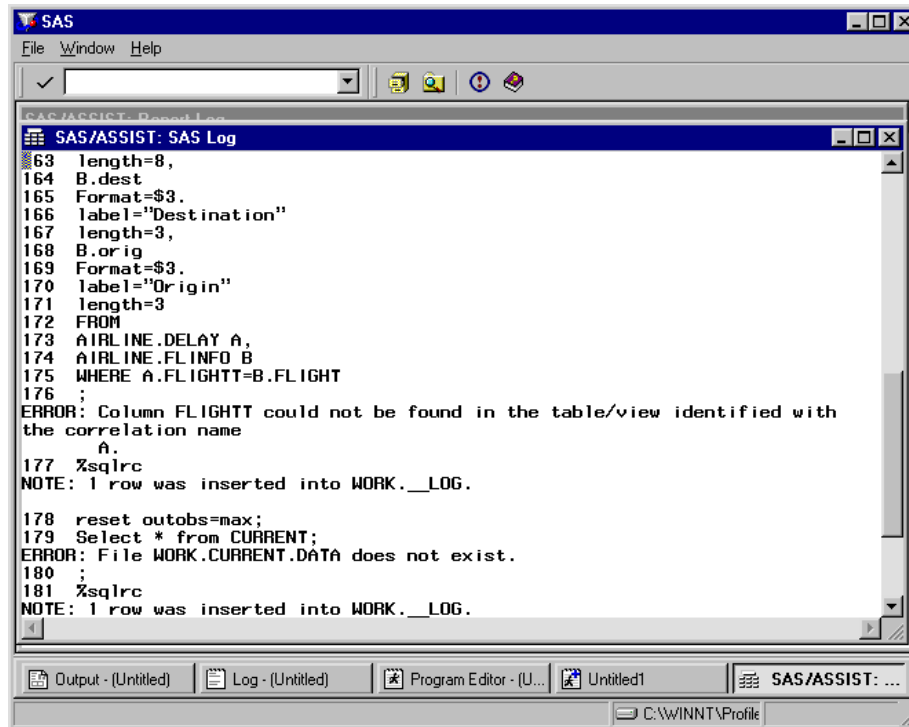 SAS
File Window Help
SAS/ASSIST: Report Log
SAS/ASSIST: SAS Log
63 length=8,
164 B.dest
165 Format=$3.
166 label="Destination"
167 length=3,
168 B.orig
169 Format=$3.
170 label="Origin"
171 length=3
172 FROM
173 AIRLINE.DELAY A,
174 AIRLINE.FLINFO B
175 WHERE A.FLIGHTT=B.FLIGHT
176 ;
ERROR: Column FLIGHTT could not be found in the table/view identified with
the correlation name
A.
177 %sqlrc
NOTE: 1 row was inserted into WORK.__LOG.
178 reset outobs=max;
179 Select * from CURRENT;
ERROR: File WORK.CURRENT.DATA does not exist.
180 ;
181 %sqlrc
NOTE: 1 row was inserted into WORK.__LOG.
Output - (Untitled) Log - (Untitled) Program Editor - (U... Untitled1 SAS/ASSIST: ...
C:\WINNT\Profile